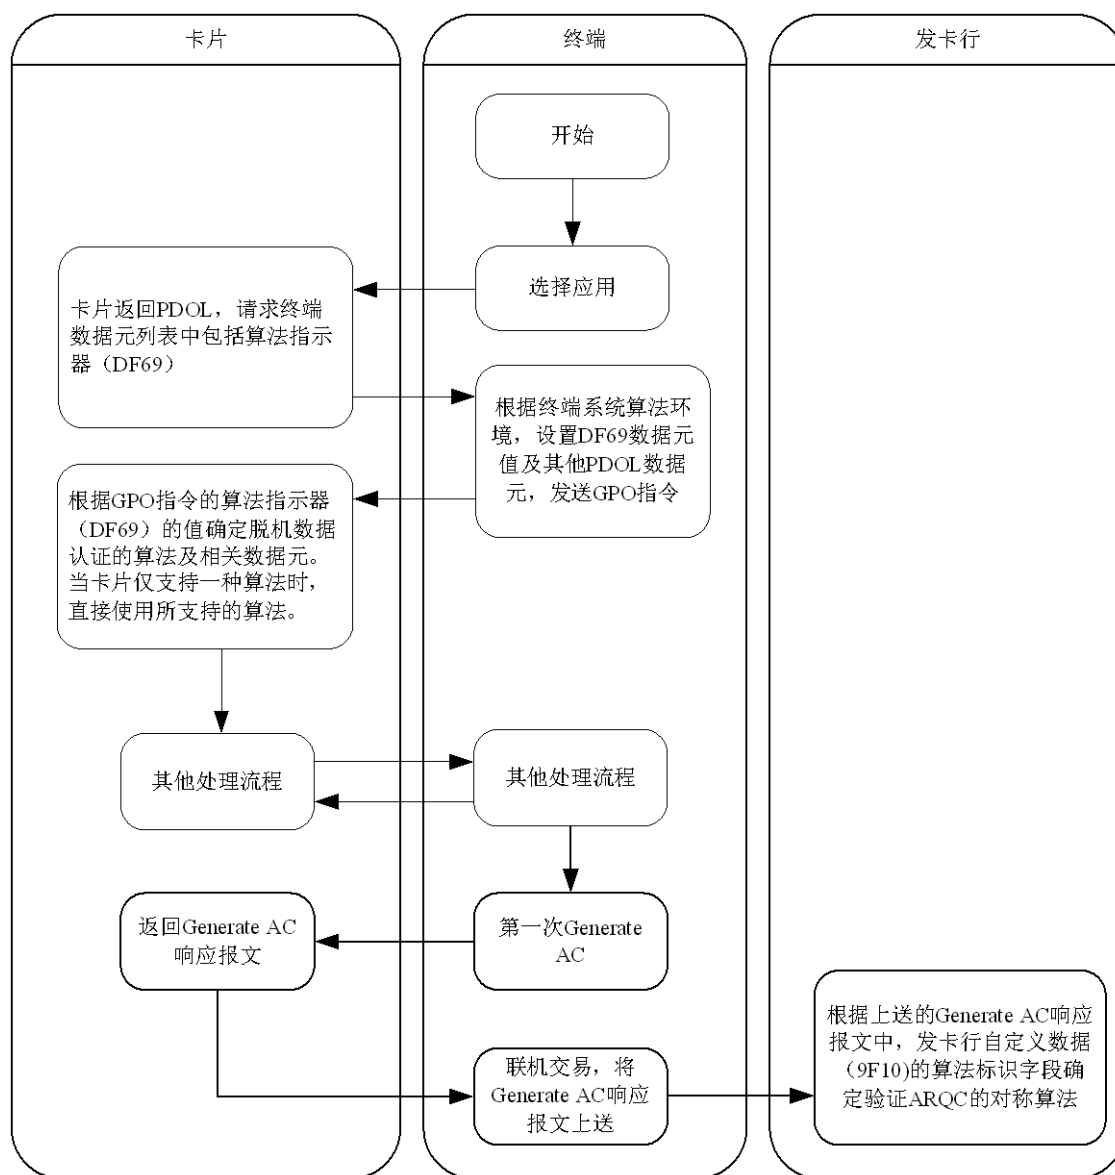 卡片
终端
发卡行
开始
选择应用
卡片返回PDOL，请求终端
数据元列表中包括算法指示
器（DF69）
根据终端系统算法环
境，设置DF69数据元
值及其他PDOL数据
元，发送GPO指令
根据GPO指令的算法指示器
（DF69）的值确定脱机数据
认证的算法及相关数据元。
当卡片仅支持一种算法时，
直接使用所支持的算法。
其他处理流程
其他处理流程
第一次Generate
AC
返回Generate AC
响应报文
联机交易，将
Generate AC响应
报文上送
根据上送的Generate AC响应
报文中，发卡行自定义数据
（9F10)的算法标识字段确
定验证ARQC的对称算法